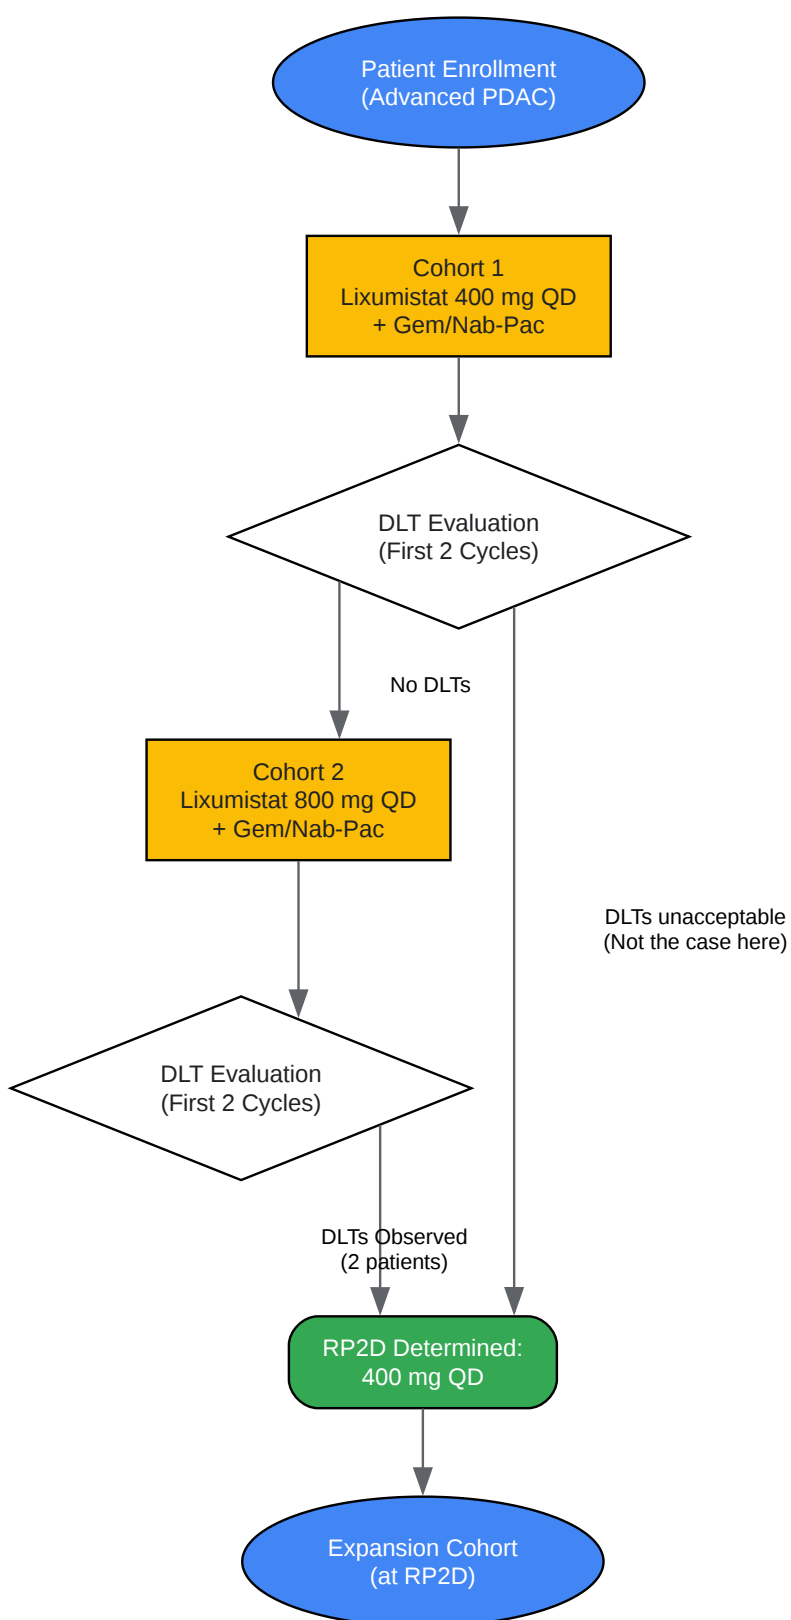 Patient Enrollment
(Advanced PDAC)
Cohort 1
Lixumistat 400 mg QD
+ Gem/Nab-Pac
DLT Evaluation
(First 2 Cycles)
No DLTs
Cohort 2
Lixumistat 800 mg QD
+ Gem/Nab-Pac
DLTs unacceptable
(Not the case here)
DLT Evaluation
(First 2 Cycles)
DLTs Observed
(2 patients)
RP2D Determined:
400 mg QD
Expansion Cohort
(at RP2D)